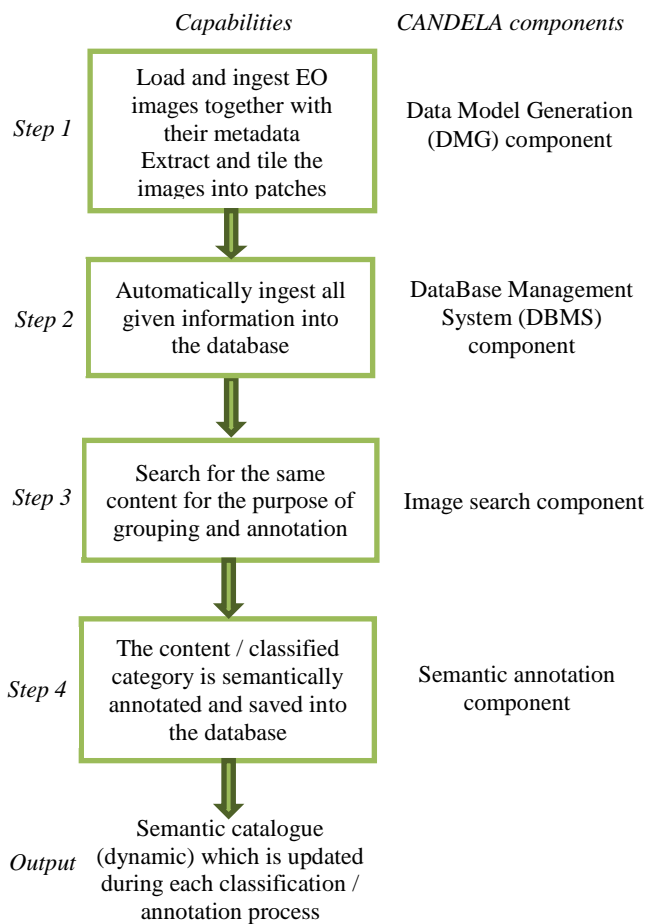 Capabilities
CANDELA components
Step 1
Load and ingest EO
images together with
their metadata
Extract and tile the
images into patches
Data Model Generation
(DMG) component
Step 2
Automatically ingest all
given information into
the database
DataBase Management
System (DBMS)
component
Step 3
Search for the same
content for the purpose of
grouping and annotation
Image search component
Step 4
The content / classified
category is semantically
annotated and saved into
the database
Semantic annotation
component
Output
Semantic catalogue
(dynamic) which is updated
during each classification /
annotation process